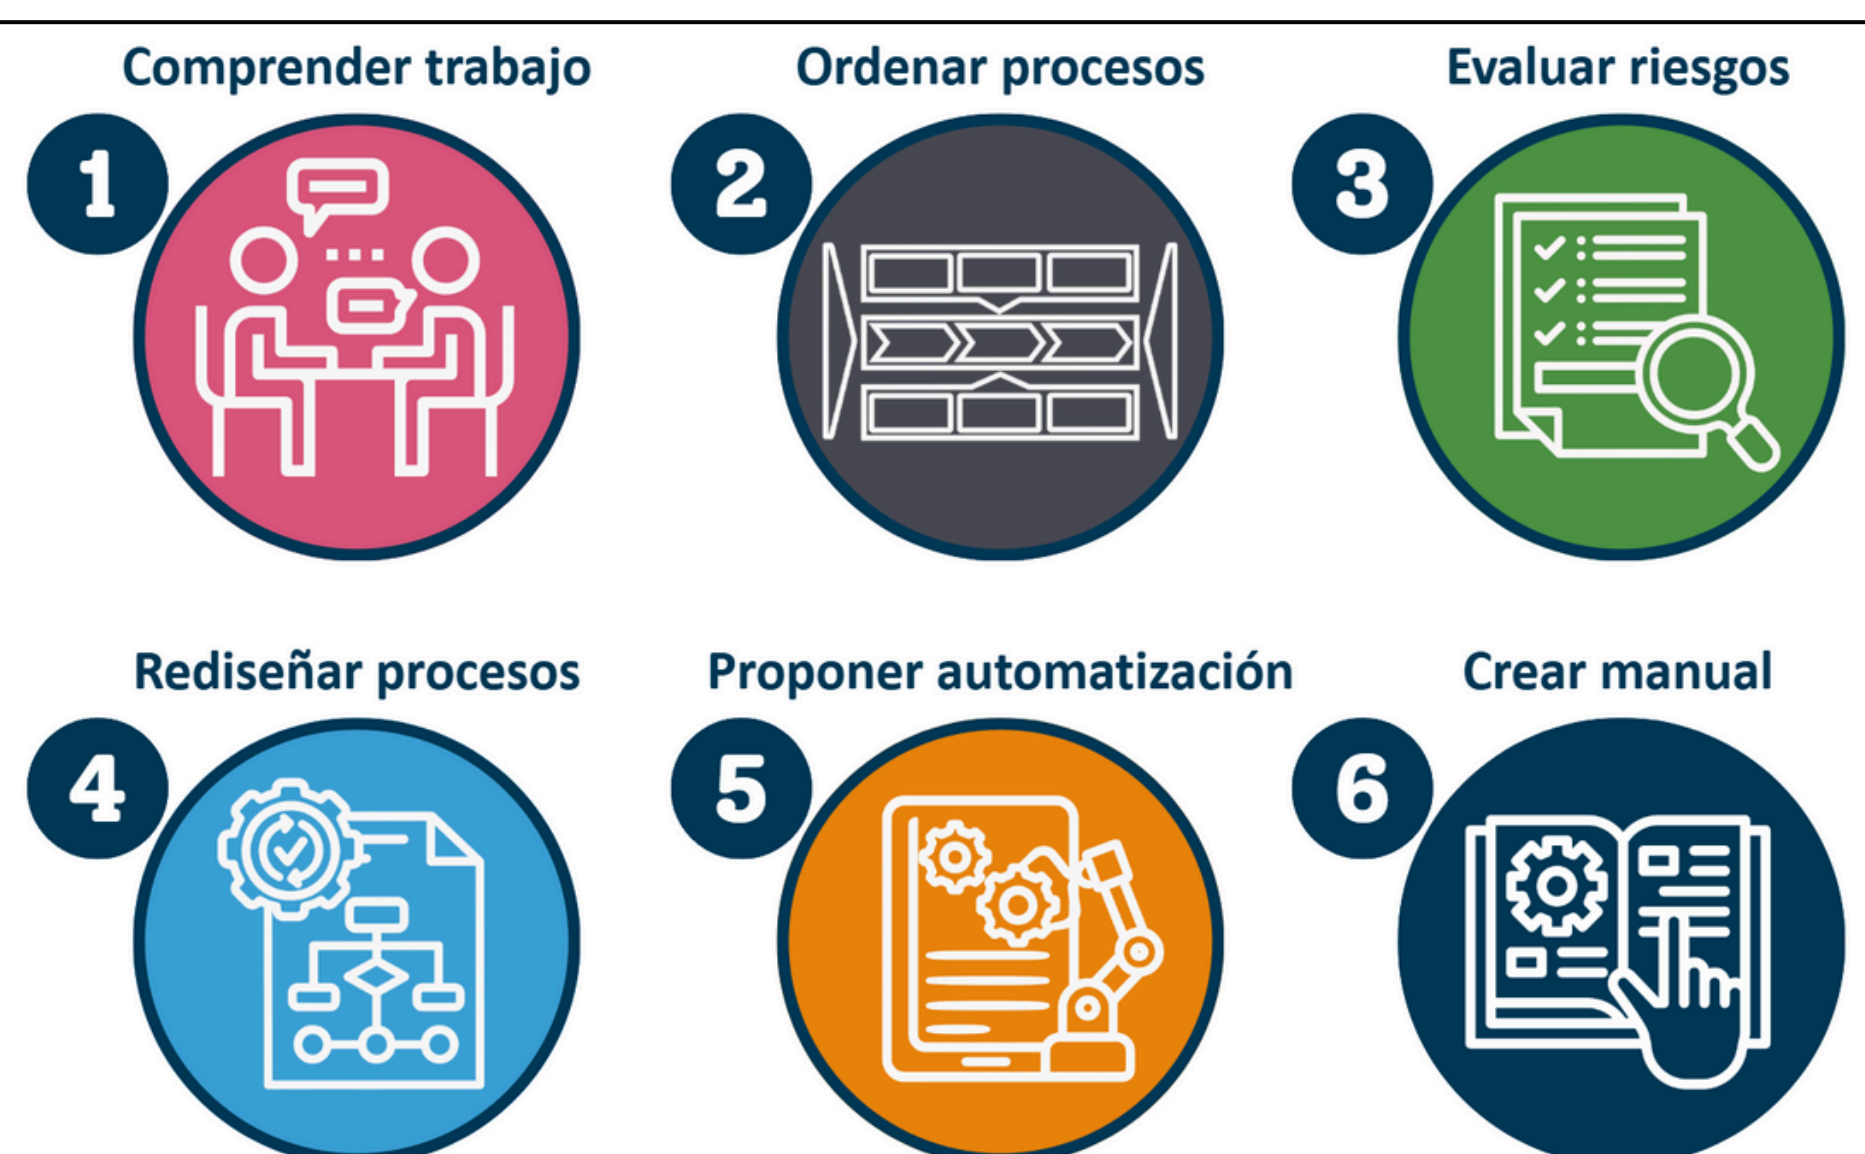 Comprender trabajo
1
Ordenar procesos
2
Evaluar riesgos
3
Rediseñar procesos
4
Proponer automatización
5
Crear manual
6